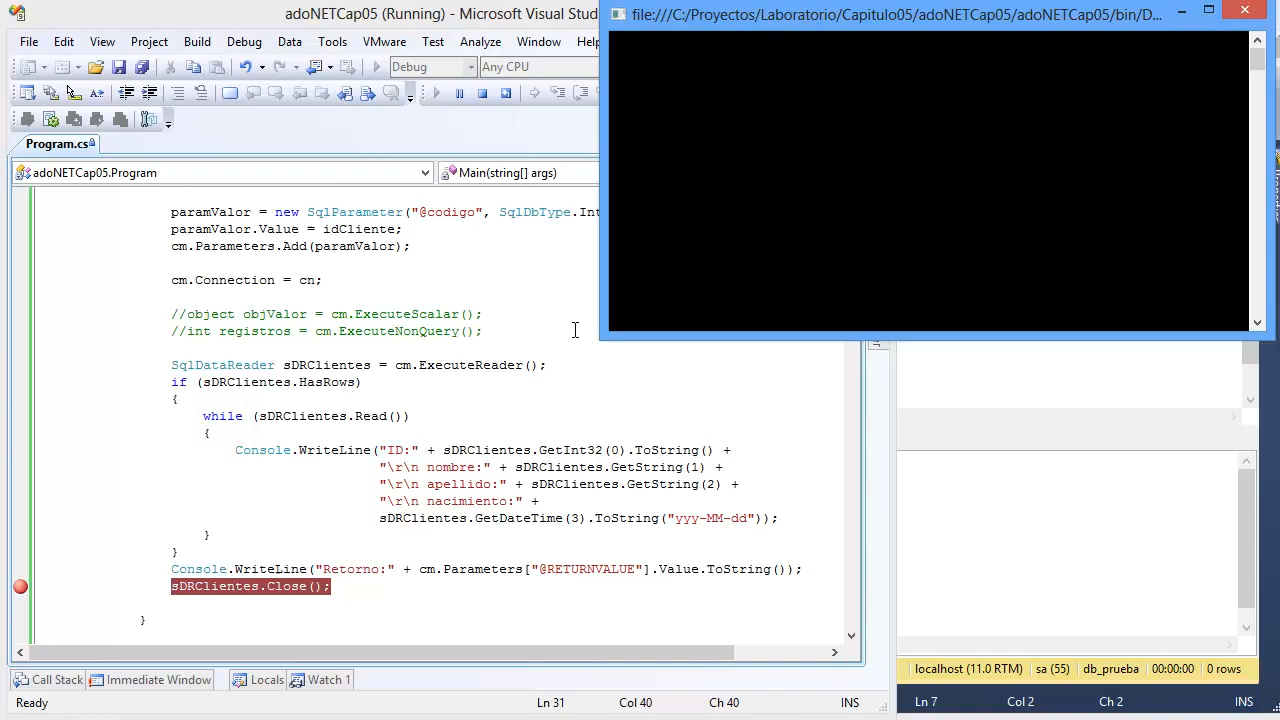 adoNETCap05 (Running) - Microsoft Visual Stud
file:///C:/Proyectos/Laboratorio/Capitulo05/adoNETCap05/adoNETCap05/bin/D...
File Edit View Project Build Debug Data Tools VMware Test Analyze Window Help
Debug Any CPU
Program.cs
adoNETCap05.Program Main(string[] args)
paramValor = new SqlParameter("@codigo", SqlDbType.Int
paramValor.Value = idCliente;
cm.Parameters.Add(paramValor);
cm.Connection = cn;
//object objValor = cm.ExecuteScalar();
//int registros = cm.ExecuteNonQuery();
SqlDataReader sDRClientes = cm.ExecuteReader();
if (sDRClientes.HasRows)
{
while (sDRClientes.Read())
{
Console.WriteLine("ID:" + sDRClientes.GetInt32(0).ToString() +
"\r\n nombre:" + sDRClientes.GetString(1) +
"\r\n apellido:" + sDRClientes.GetString(2) +
"\r\n nacimiento:" +
sDRClientes.GetDateTime(3).ToString("yyy-MM-dd"));
}
}
Console.WriteLine("Retorno:" + cm.Parameters["@RETURNVALUE"].Value.ToString());
sDRClientes.Close();
}
Call Stack Immediate Window Locals Watch 1
localhost (11.0 RTM) sa (55) db_prueba 00:00:00 0 rows
Ready Ln 31 Col 40 Ch 40 INS
Ln 7 Col 2 Ch 2 INS